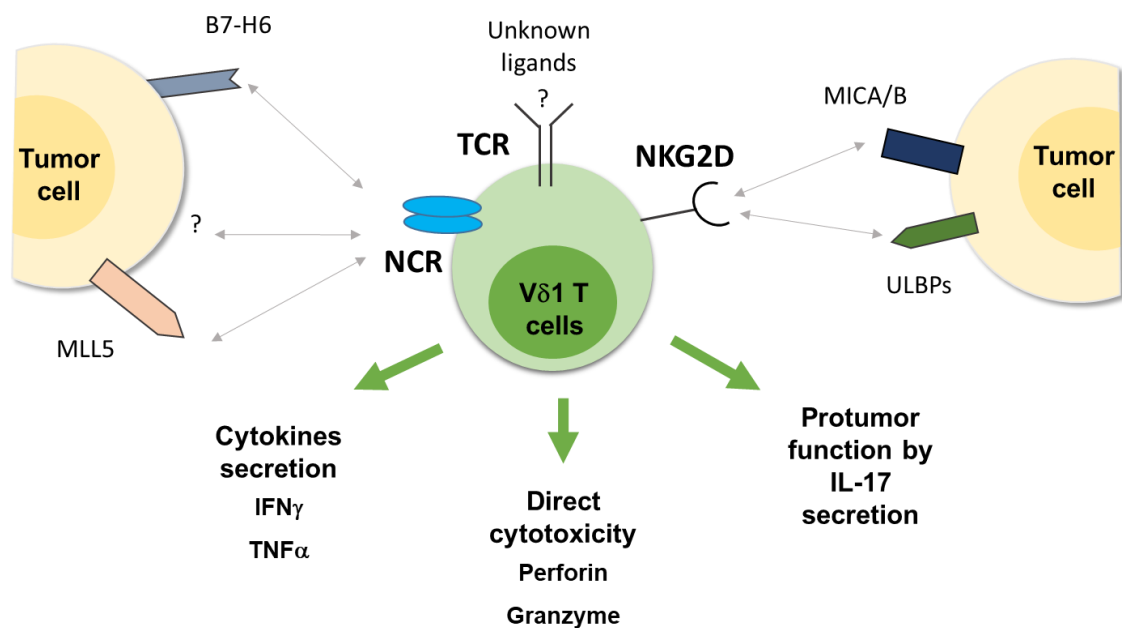 B7-H6
Unknown
ligands
?
MICA/B
TCR
NKG2D
Tumor
cell
Tumor
cell
?
NCR
ULBPs
Vδ1 T
cells
MLL5
Cytokines
secretion
IFNγ
TNFα
Direct
cytotoxicity
Perforin
Granzyme
Protumor
function by
IL-17
secretion